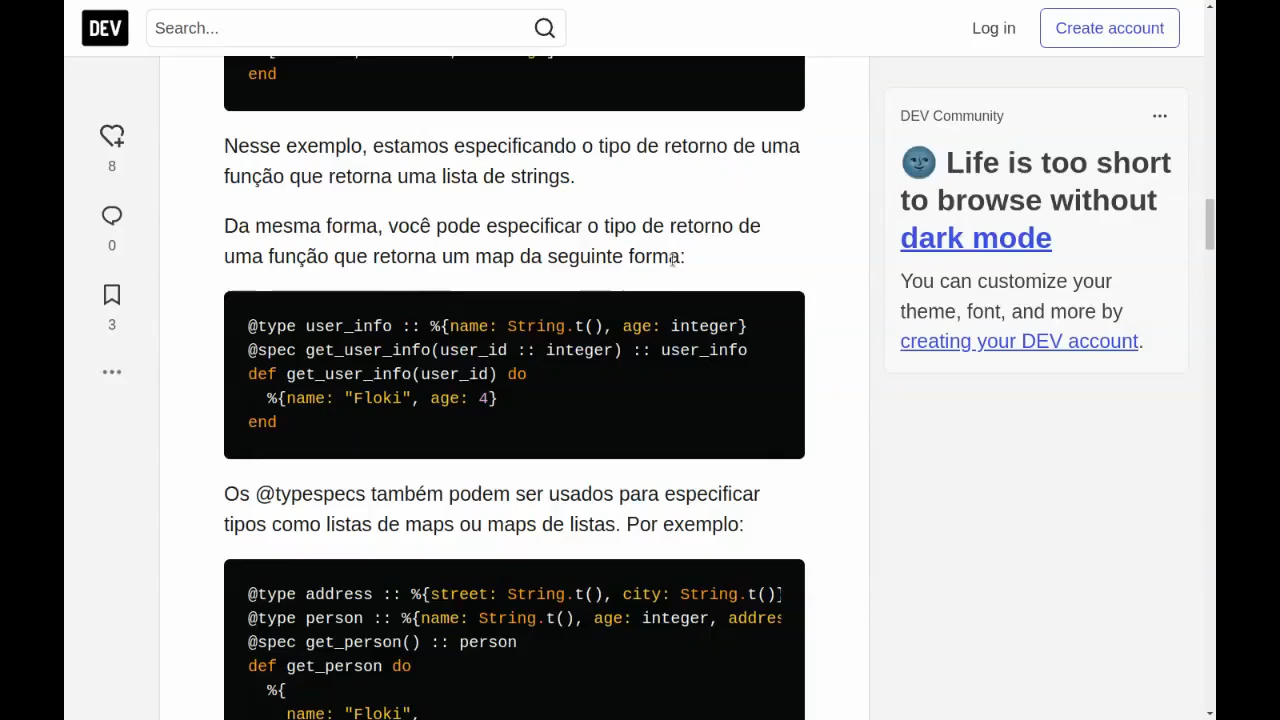 DEV
Search...
Log in
Create account
end
8
0
3
Nesse exemplo, estamos especificando o tipo de retorno de uma
função que retorna uma lista de strings.
Da mesma forma, você pode especificar o tipo de retorno de
uma função que retorna um map da seguinte forma:
@type user_info :: %{name: String.t(), age: integer}
@spec get_user_info(user_id :: integer) :: user_info
def get_user_info(user_id) do
  %{name: "Floki", age: 4}
end
Os @typespecs também podem ser usados para especificar
tipos como listas de maps ou maps de listas. Por exemplo:
@type address :: %{street: String.t(), city: String.t()}
@type person :: %{name: String.t(), age: integer, addres
@spec get_person() :: person
def get_person do
  %{
    name: "Floki",
DEV Community
Life is too short
to browse without
dark mode
You can customize your
theme, font, and more by
creating your DEV account.